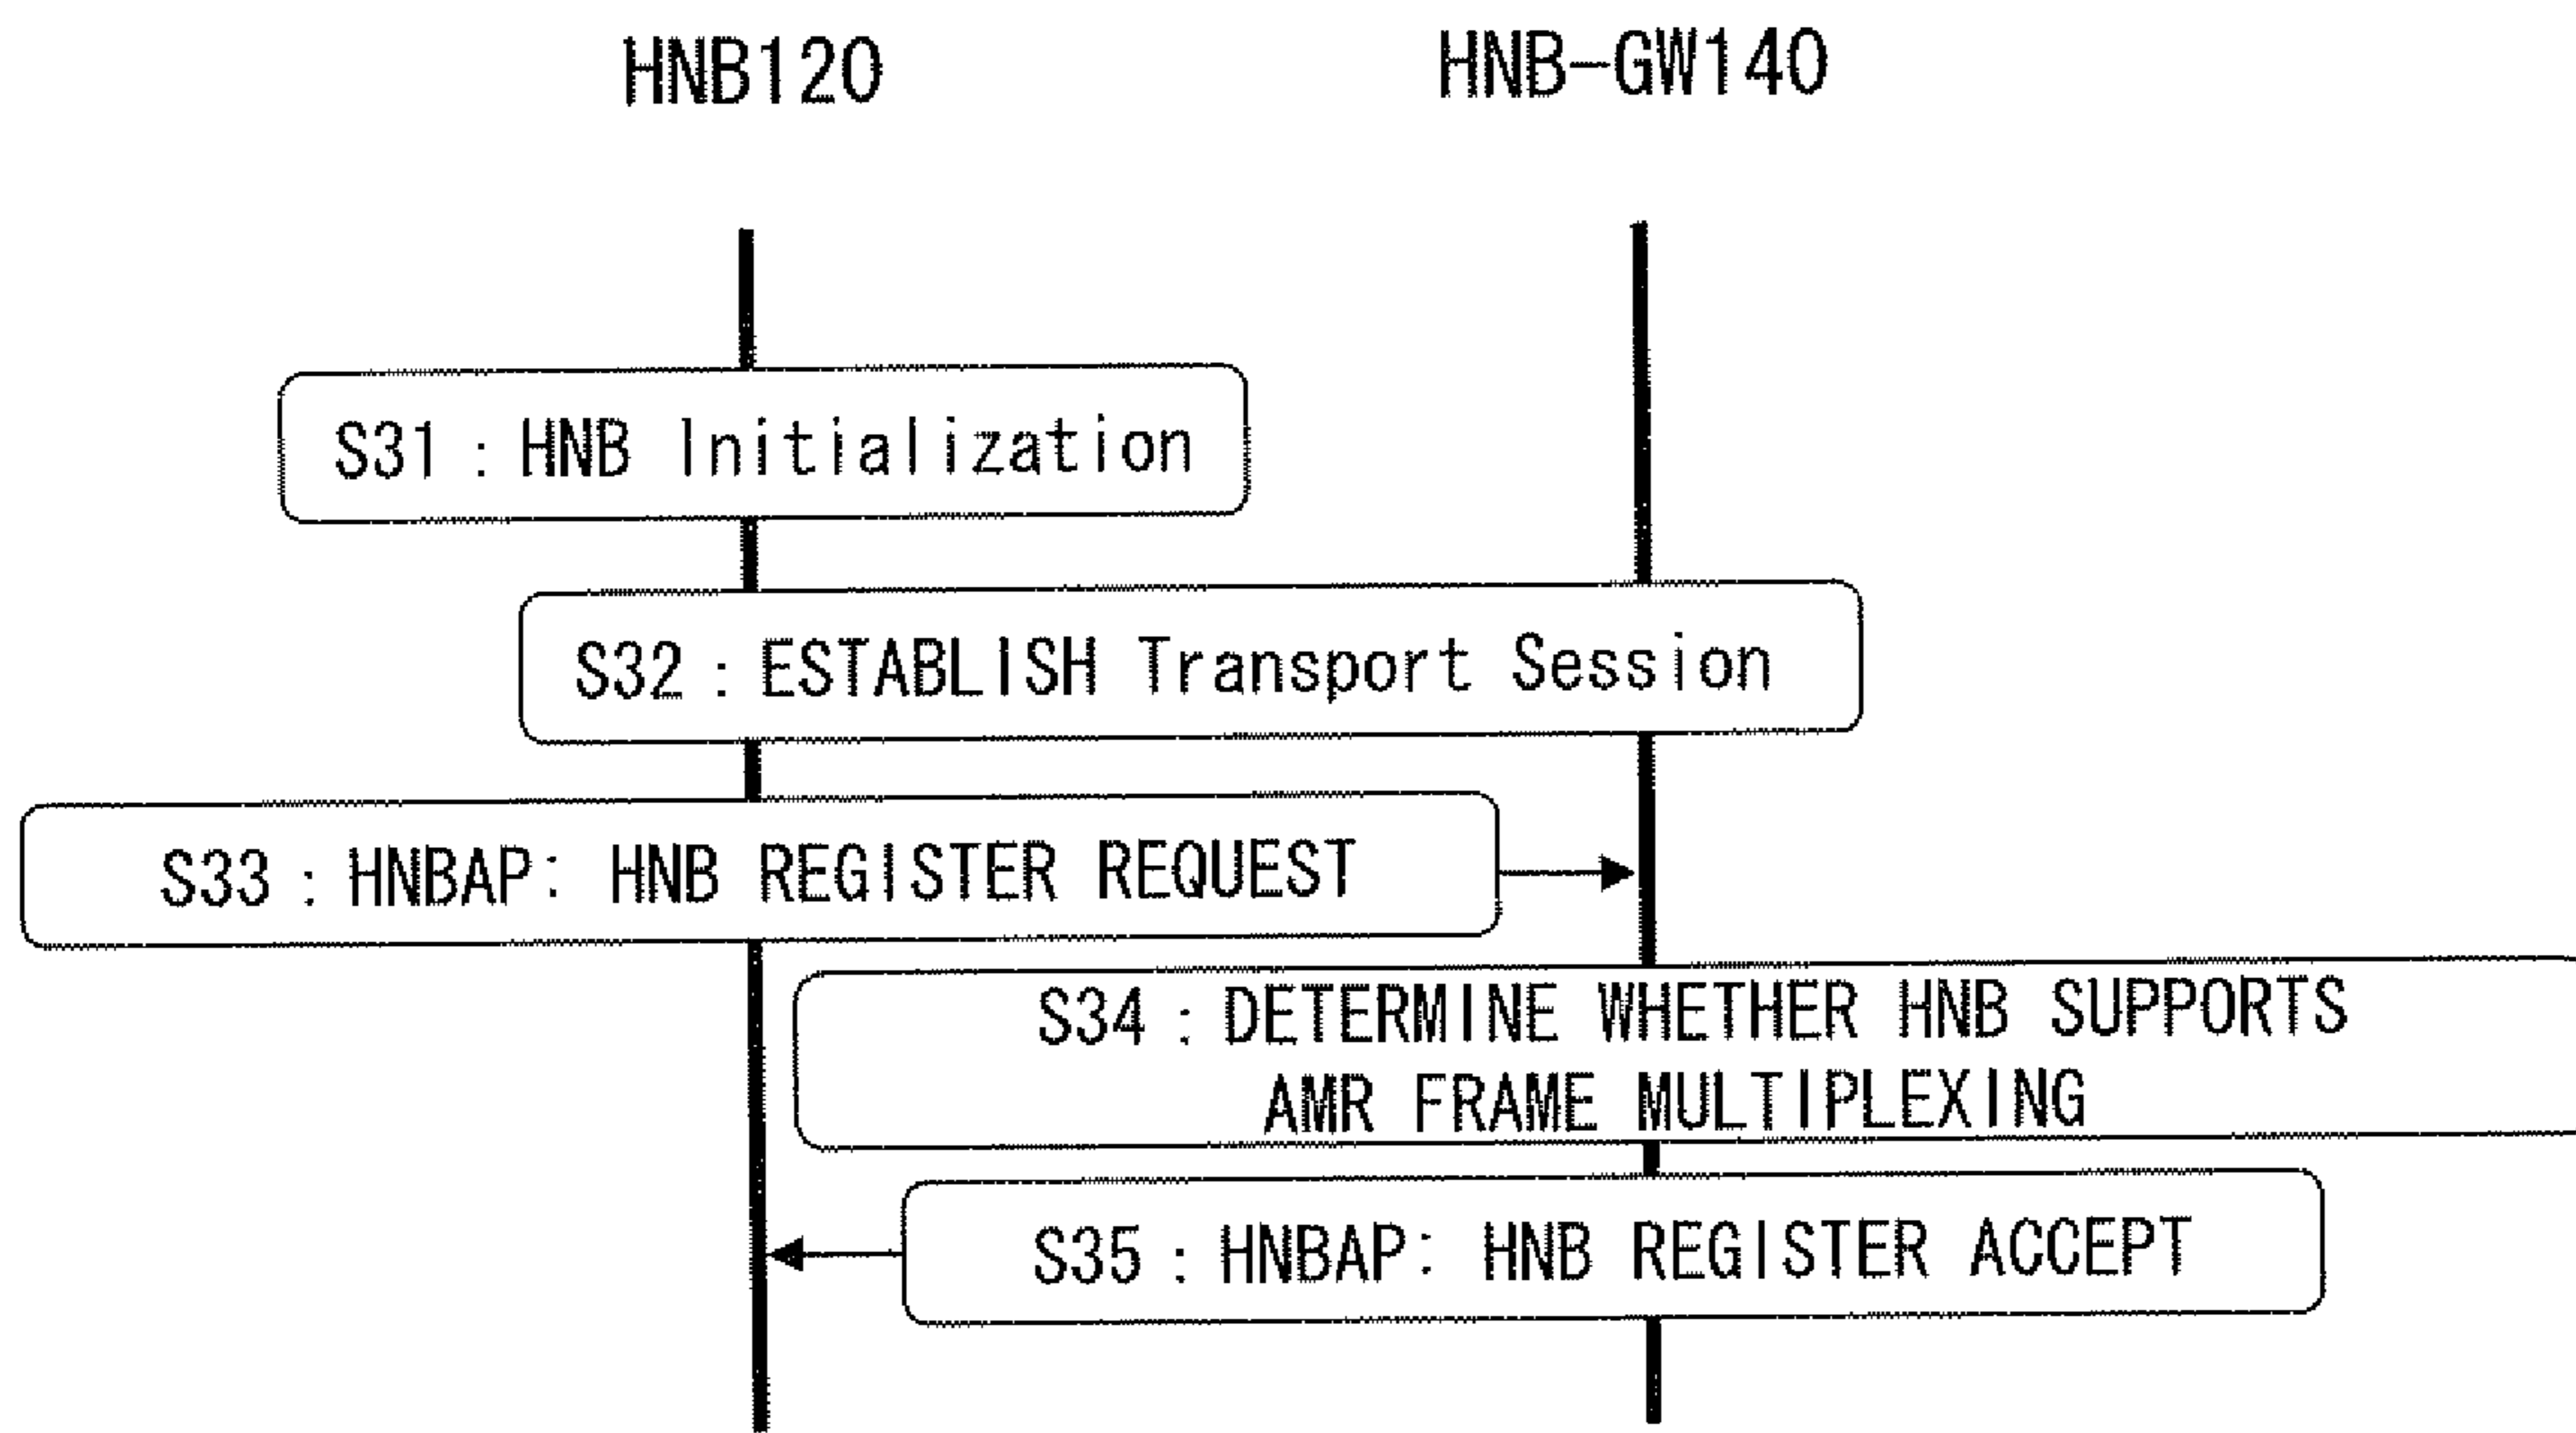 HNB120 HNB-GW140
S31 : HNB Initialization
S32 : ESTABLISH Transport Session
S33 : HNBAP: HNB REGISTER REQUEST
S34 : DETERMINE WHETHER HNB SUPPORTS
AMR FRAME MULTIPLEXING
S35 : HNBAP: HNB REGISTER ACCEPT